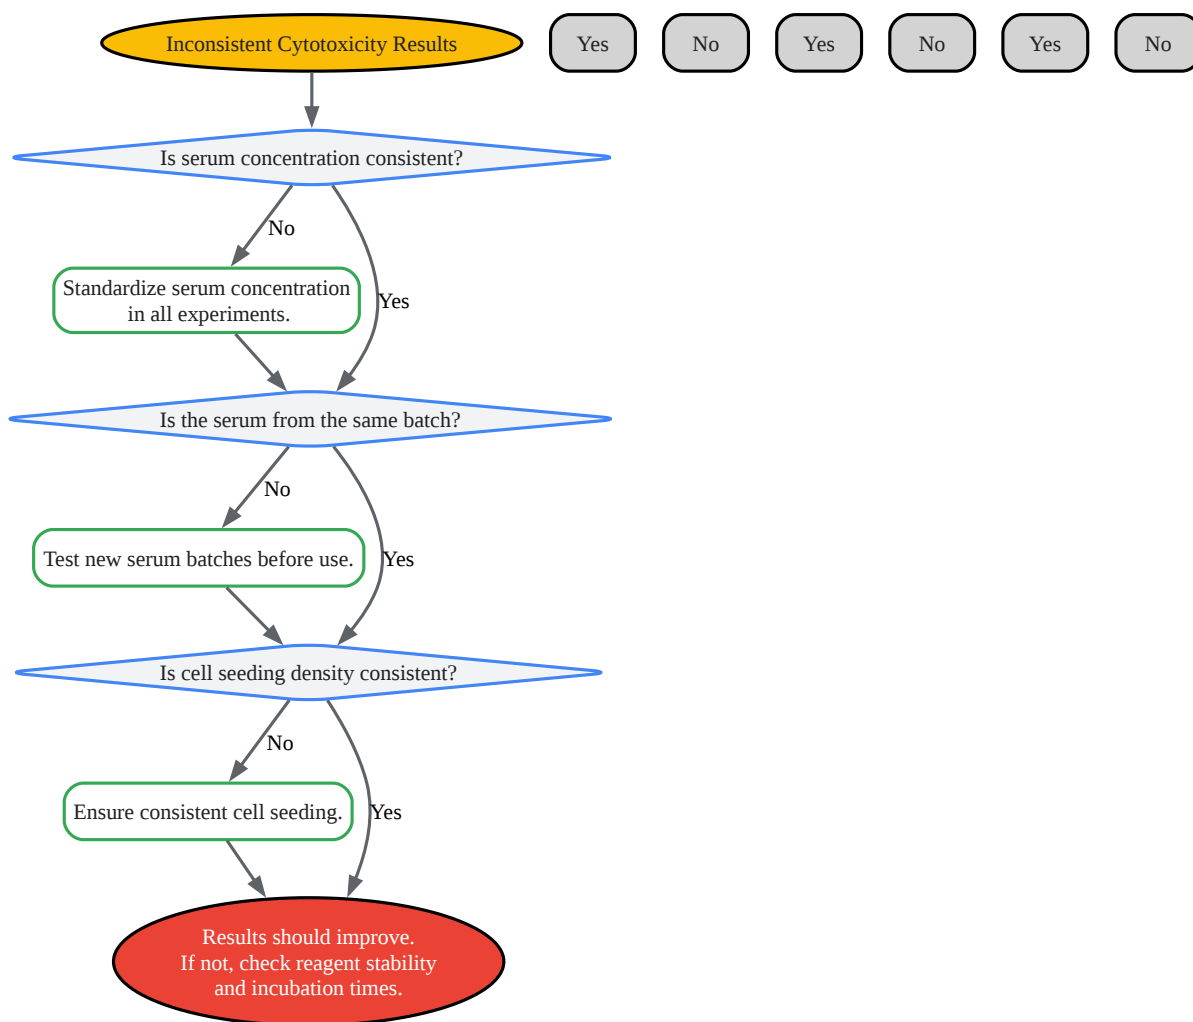 Inconsistent Cytotoxicity Results
Yes
No
Yes
No
Yes
No
Is serum concentration consistent?
No
Standardize serum concentration
in all experiments.
Yes
Is the serum from the same batch?
No
Test new serum batches before use.
Yes
Is cell seeding density consistent?
No
Ensure consistent cell seeding.
Yes
Results should improve.
If not, check reagent stability
and incubation times.